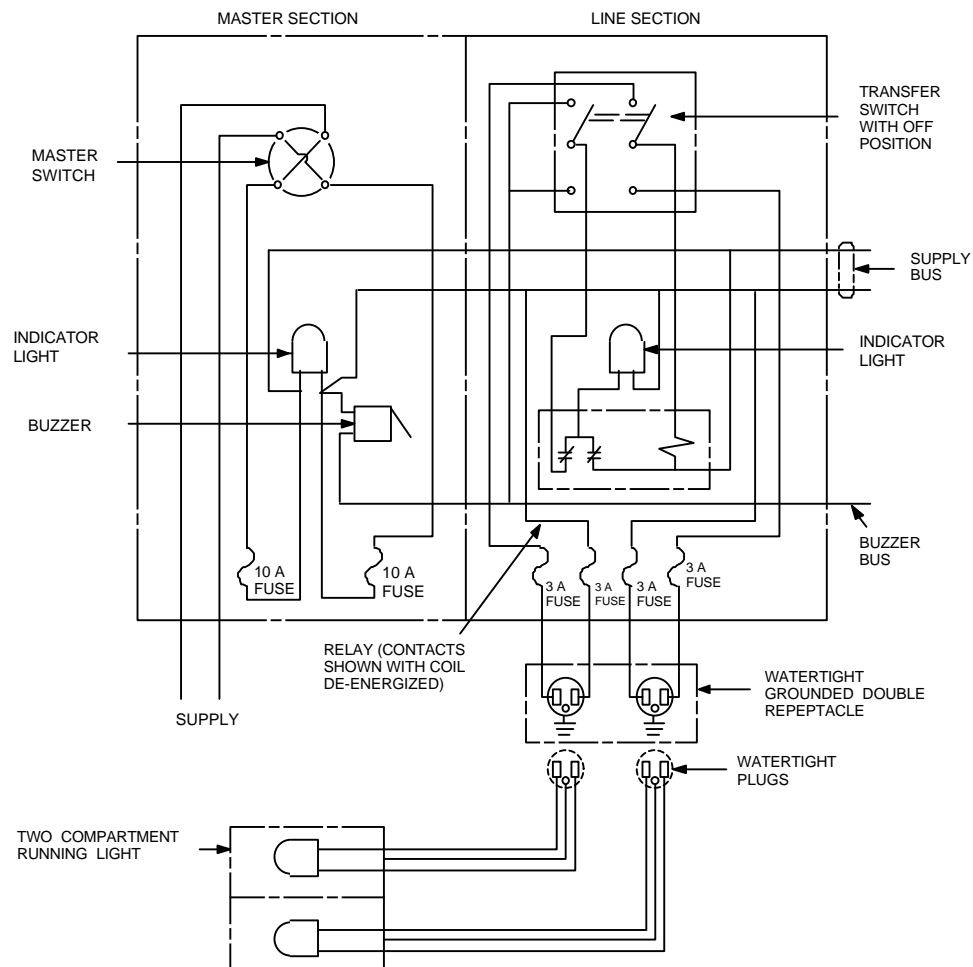 MASTER SECTION
LINE SECTION
TRANSFER
SWITCH
WITH OFF
POSITION
MASTER
SWITCH
SUPPLY
BUS
INDICATOR
LIGHT
INDICATOR
LIGHT
BUZZER
BUZZER
BUS
10 A
FUSE
10 A
FUSE
3 A
FUSE
3 A
FUSE
3 A
FUSE
3 A
FUSE
RELAY (CONTACTS
SHOWN WITH COIL
DE-ENERGIZED)
WATERTIGHT
GROUNDED DOUBLE
REPEPTACLE
SUPPLY
WATERTIGHT
PLUGS
TWO COMPARTMENT
RUNNING LIGHT